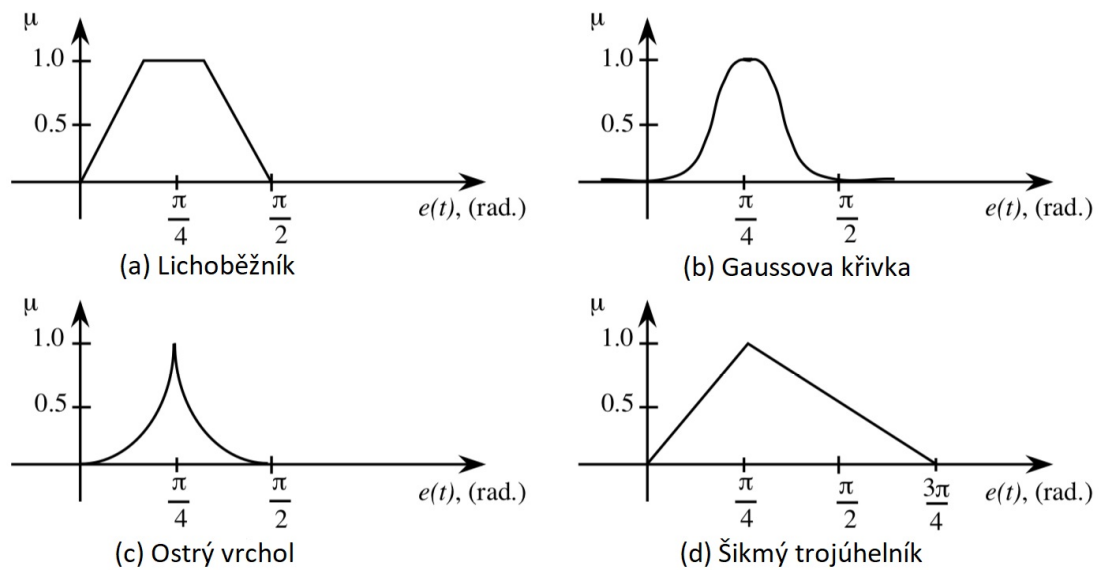 μ
1.0
0.5
π/4
π/2
e(t), (rad.)
(a) Lichoběžník
μ
1.0
0.5
π/4
π/2
e(t), (rad.)
(b) Gaussova křivka
μ
1.0
0.5
π/4
π/2
e(t), (rad.)
(c) Ostrý vrchol
μ
1.0
0.5
π/4
π/2
3π/4
e(t), (rad.)
(d) Šikmý trojúhelník